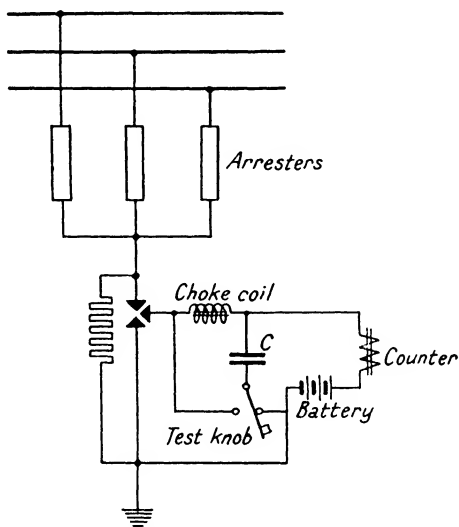 Arresters
Choke coil
C
Counter
Battery
Test knob